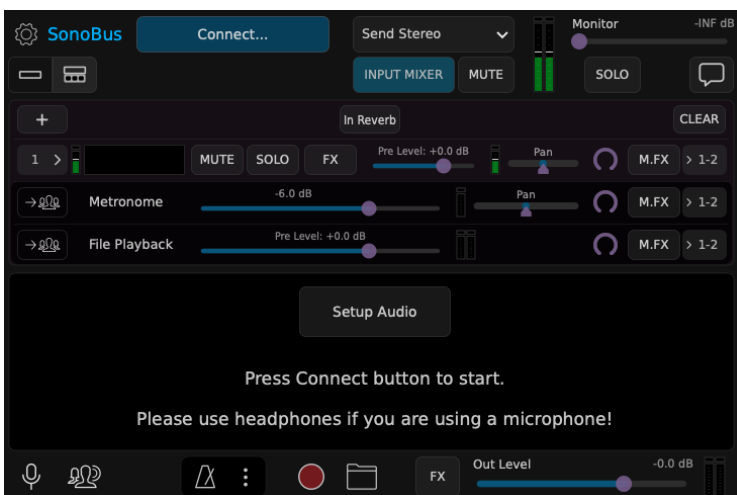 SonoBus
Connect...
Send Stereo
Monitor
-INF dB
INPUT MIXER
MUTE
SOLO
+
In Reverb
CLEAR
1 >
MUTE
SOLO
FX
Pre Level: +0.0 dB
Pan
M.FX
> 1-2
Metronome
-6.0 dB
Pan
M.FX
> 1-2
File Playback
Pre Level: +0.0 dB
M.FX
> 1-2
Setup Audio
Press Connect button to start.
Please use headphones if you are using a microphone!
FX
Out Level
-0.0 dB